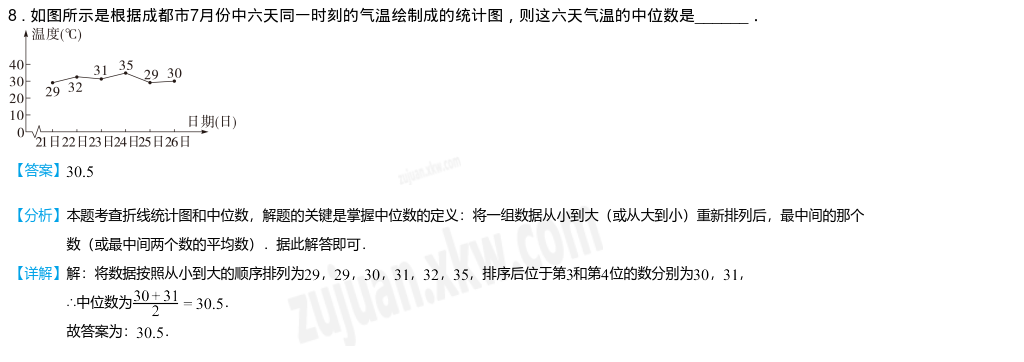 8．如图所示是根据成都市7月份中六天同一时刻的气温绘制成的统计图，则这六天气温的中位数是_______．
温度(℃)
40
30
20
10
0
29
32
31
35
29
30
日期(日)
21日22日23日24日25日26日
【答案】30.5
【分析】本题考查折线统计图和中位数，解题的关键是掌握中位数的定义：将一组数据从小到大（或从大到小）重新排列后，最中间的那个
数（或最中间两个数的平均数）．据此解答即可．
【详解】解：将数据按照从小到大的顺序排列为29，29，30，31，32，35，排序后位于第3和第4位的数分别为30，31，
∴中位数为(30＋31)/2＝30.5．
故答案为：30.5．
zujuan.xkw.com
zujuan.xkw.com